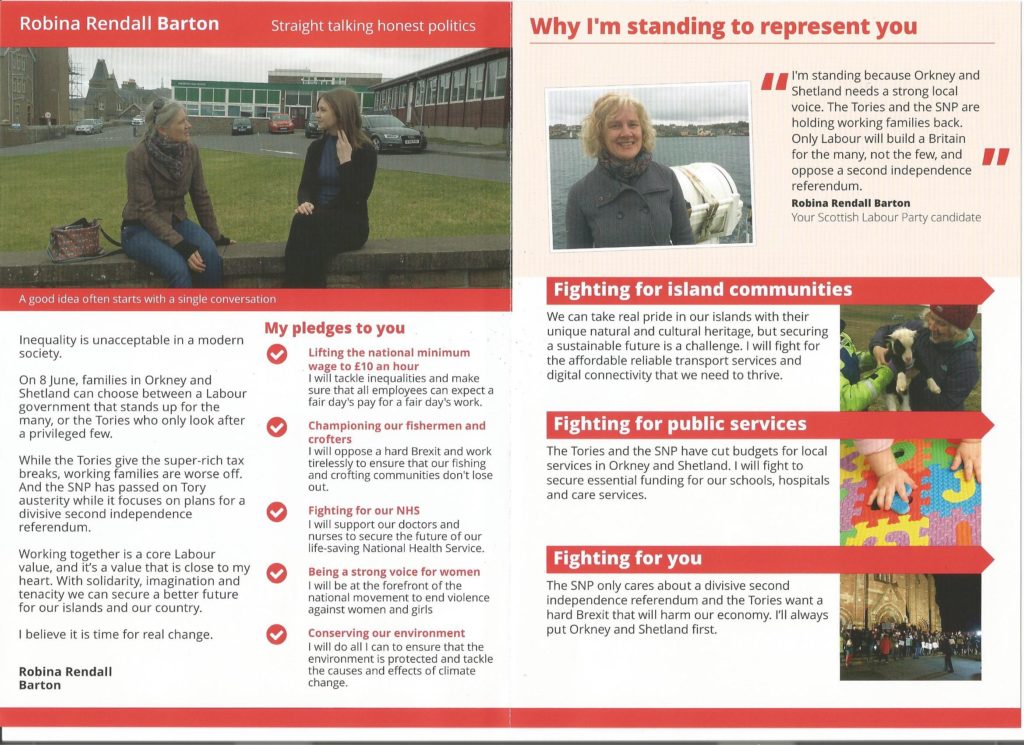 Robina Rendall Barton
Straight talking honest politics
A good idea often starts with a single conversation
Inequality is unacceptable in a modern
society.
On 8 June, families in Orkney and
Shetland can choose between a Labour
government that stands up for the
many, or the Tories who only look after
a privileged few.
While the Tories give the super-rich tax
breaks, working families are worse off.
And the SNP has passed on Tory
austerity while it focuses on plans for a
divisive second independence
referendum.
Working together is a core Labour
value, and it's a value that is close to my
heart. With solidarity, imagination and
tenacity we can secure a better future
for our islands and our country.
I believe it is time for real change.
Robina Rendall
Barton
My pledges to you
Lifting the national minimum
wage to £10 an hour
I will tackle inequalities and make
sure that all employees can expect a
fair day's pay for a fair day's work.
Championing our fishermen and
crofters
I will oppose a hard Brexit and work
tirelessly to ensure that our fishing
and crofting communities don't lose
out.
Fighting for our NHS
I will support our doctors and
nurses to secure the future of our
life-saving National Health Service.
Being a strong voice for women
I will be at the forefront of the
national movement to end violence
against women and girls
Conserving our environment
I will do all I can to ensure that the
environment is protected and tackle
the causes and effects of climate
change.
Why I'm standing to represent you
"I'm standing because Orkney and
Shetland needs a strong local
voice. The Tories and the SNP are
holding working families back.
Only Labour will build a Britain
for the many, not the few, and
oppose a second independence
referendum."
Robina Rendall Barton
Your Scottish Labour Party candidate
Fighting for island communities
We can take real pride in our islands with their
unique natural and cultural heritage, but securing
a sustainable future is a challenge. I will fight for
the affordable reliable transport services and
digital connectivity that we need to thrive.
Fighting for public services
The Tories and the SNP have cut budgets for local
services in Orkney and Shetland. I will fight to
secure essential funding for our schools, hospitals
and care services.
Fighting for you
The SNP only cares about a divisive second
independence referendum and the Tories want a
hard Brexit that will harm our economy. I'll always
put Orkney and Shetland first.